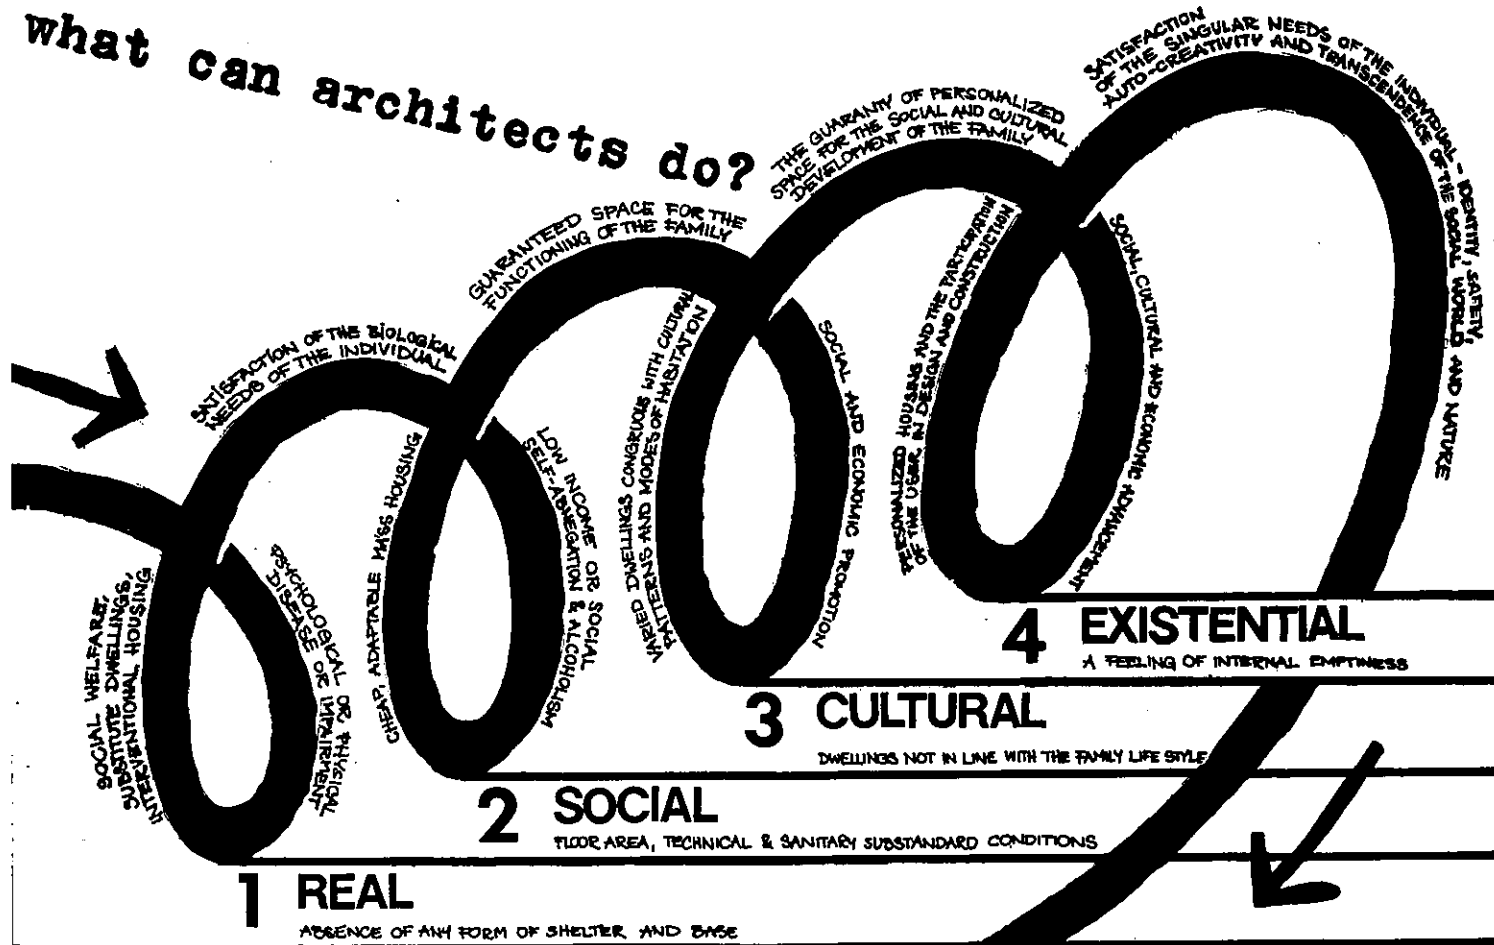 what can architects do?
SATISFACTION OF THE BIOLOGICAL
NEEDS OF THE INDIVIDUAL
GUARANTEED SPACE FOR THE
FUNCTIONING OF THE FAMILY
THE GUARANTY OF PERSONALIZED
SPACE FOR THE SOCIAL AND CULTURAL
DEVELOPMENT OF THE FAMILY
SATISFACTION
OF THE SINGULAR NEEDS OF THE INDIVIDUAL - IDENTITY, SAFETY,
AUTO-CREATIVITY AND TRANSCENDENCE OF THE SOCIAL WORLD AND NATURE
SOCIAL WELFARE,
SUBSTITUTE DWELLINGS,
INTERVENTIONAL HOUSING
PSYCHOLOGICAL OR PHYSICAL
DISEASE OR IMPAIRMENT
CHEAP ADAPTABLE MASS HOUSING
LOW INCOME OR SOCIAL
SELF-ABNEGATION & ALCOHOLISM
VARIED DWELLINGS CONGRUOUS WITH CULTURAL
PATTERNS AND MODES OF HABITATION
SOCIAL AND ECONOMIC PROMOTION
PERSONALIZED HOUSING AND THE PARTICIPATION
OF THE USER IN DESIGN AND CONSTRUCTION
SOCIAL, CULTURAL AND ECONOMIC ADVANCEMENT
4 EXISTENTIAL
A FEELING OF INTERNAL EMPTINESS
3 CULTURAL
DWELLINGS NOT IN LINE WITH THE FAMILY LIFE STYLE
2 SOCIAL
FLOOR AREA, TECHNICAL & SANITARY SUBSTANDARD CONDITIONS
1 REAL
ABSENCE OF ANY FORM OF SHELTER AND BASE